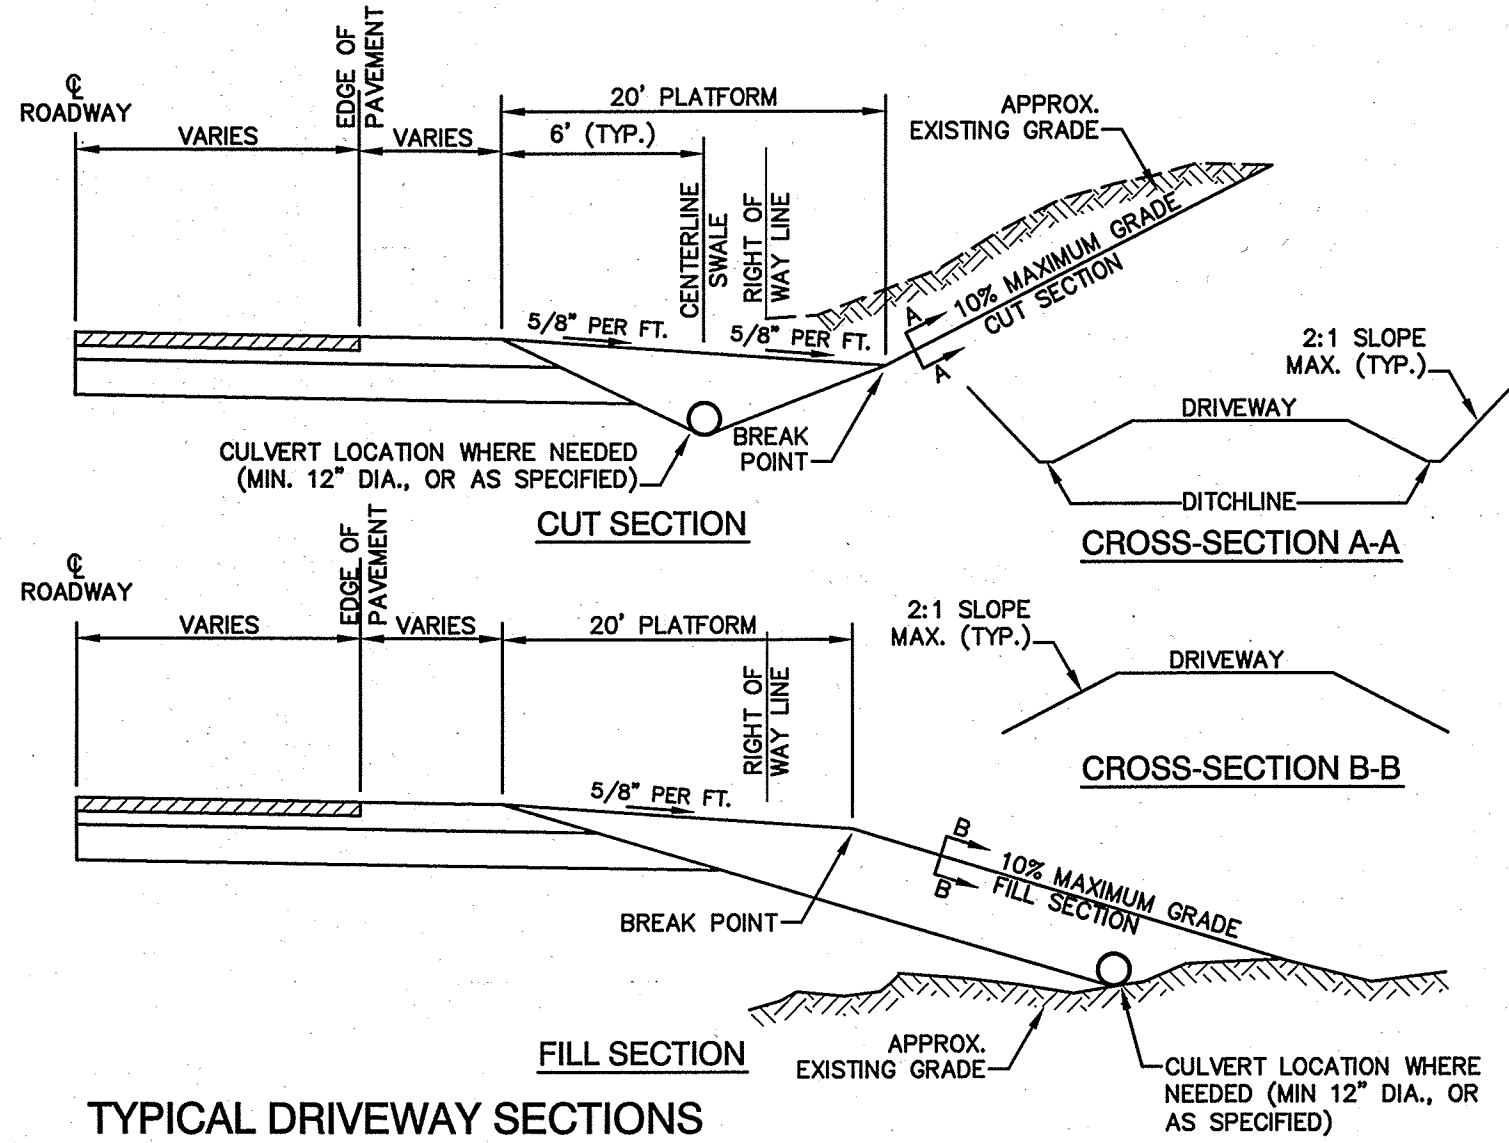 ℄
ROADWAY
VARIES
EDGE OF
PAVEMENT
VARIES
20' PLATFORM
6' (TYP.)
CENTERLINE
SWALE
RIGHT OF
WAY LINE
APPROX.
EXISTING GRADE
10% MAXIMUM GRADE
CUT SECTION
A
A
5/8" PER FT.
5/8" PER FT.
2:1 SLOPE
MAX. (TYP.)
DRIVEWAY
DITCHLINE
CROSS-SECTION A-A
BREAK
POINT
CULVERT LOCATION WHERE NEEDED
(MIN. 12" DIA., OR AS SPECIFIED)
CUT SECTION
℄
ROADWAY
VARIES
EDGE OF
PAVEMENT
VARIES
20' PLATFORM
RIGHT OF
WAY LINE
2:1 SLOPE
MAX. (TYP.)
DRIVEWAY
CROSS-SECTION B-B
5/8" PER FT.
B
B
10% MAXIMUM GRADE
FILL SECTION
BREAK POINT
FILL SECTION
APPROX.
EXISTING GRADE
CULVERT LOCATION WHERE
NEEDED (MIN 12" DIA., OR
AS SPECIFIED)
TYPICAL DRIVEWAY SECTIONS